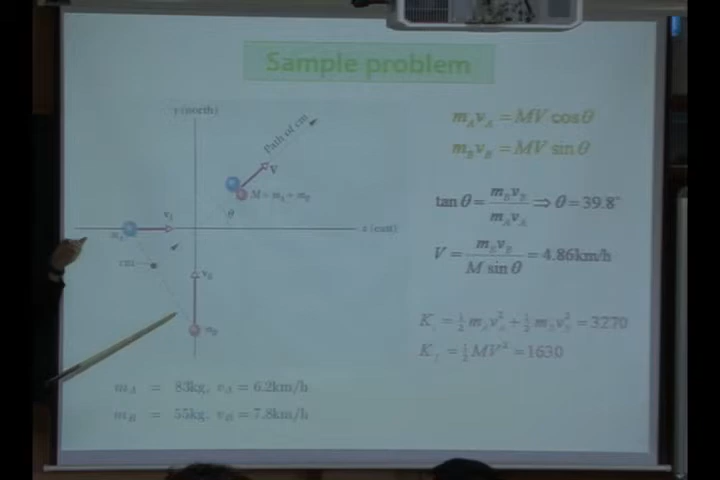 Sample problem
y (north)
Path of cm
V
M = m_A + m_B
θ
m_A
v_A
x (east)
cm
v_B
m_B
m_A = 83kg, v_A = 6.2km/h
m_B = 55kg, v_B = 7.8km/h
m_A v_A = MV cos θ
m_B v_B = MV sin θ
tan θ = m_B v_B / m_A v_A ⇒ θ = 39.8°
V = m_B v_B / M sin θ = 4.86km/h
K_i = ½ m_A v_A² + ½ m_B v_B² = 3270
K_f = ½ MV² = 1630